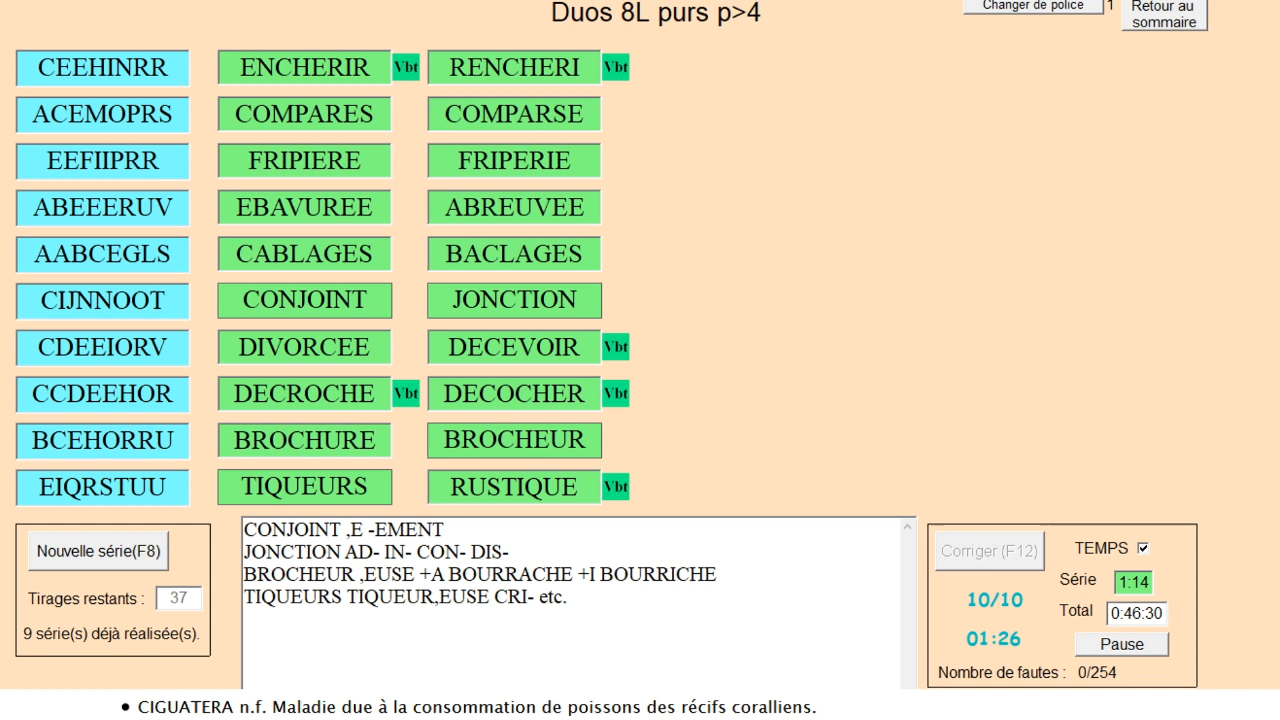 Duos 8L purs p>4
Changer de police 1 Retour au sommaire
CEEHINRR ENCHERIR Vbt RENCHERI Vbt
ACEMOPRS COMPARES COMPARSE
EEFIIPRR FRIPIERE FRIPERIE
ABEEERUV EBAVUREE ABREUVEE
AABCEGLS CABLAGES BACLAGES
CIJNNOOT CONJOINT JONCTION
CDEEIORV DIVORCEE DECEVOIR Vbt
CCDEEHOR DECROCHE Vbt DECOCHER Vbt
BCEHORRU BROCHURE BROCHEUR
EIQRSTUU TIQUEURS RUSTIQUE Vbt
Nouvelle série(F8)
Tirages restants : 37
9 série(s) déjà réalisée(s).
CONJOINT ,E -EMENT
JONCTION AD- IN- CON- DIS-
BROCHEUR ,EUSE +A BOURRACHE +I BOURRICHE
TIQUEURS TIQUEUR,EUSE CRI- etc.
Corriger (F12) TEMPS
Série 1:14
10/10
Total 0:46:30
01:26
Pause
Nombre de fautes : 0/254
• CIGUATERA n.f. Maladie due à la consommation de poissons des récifs coralliens.